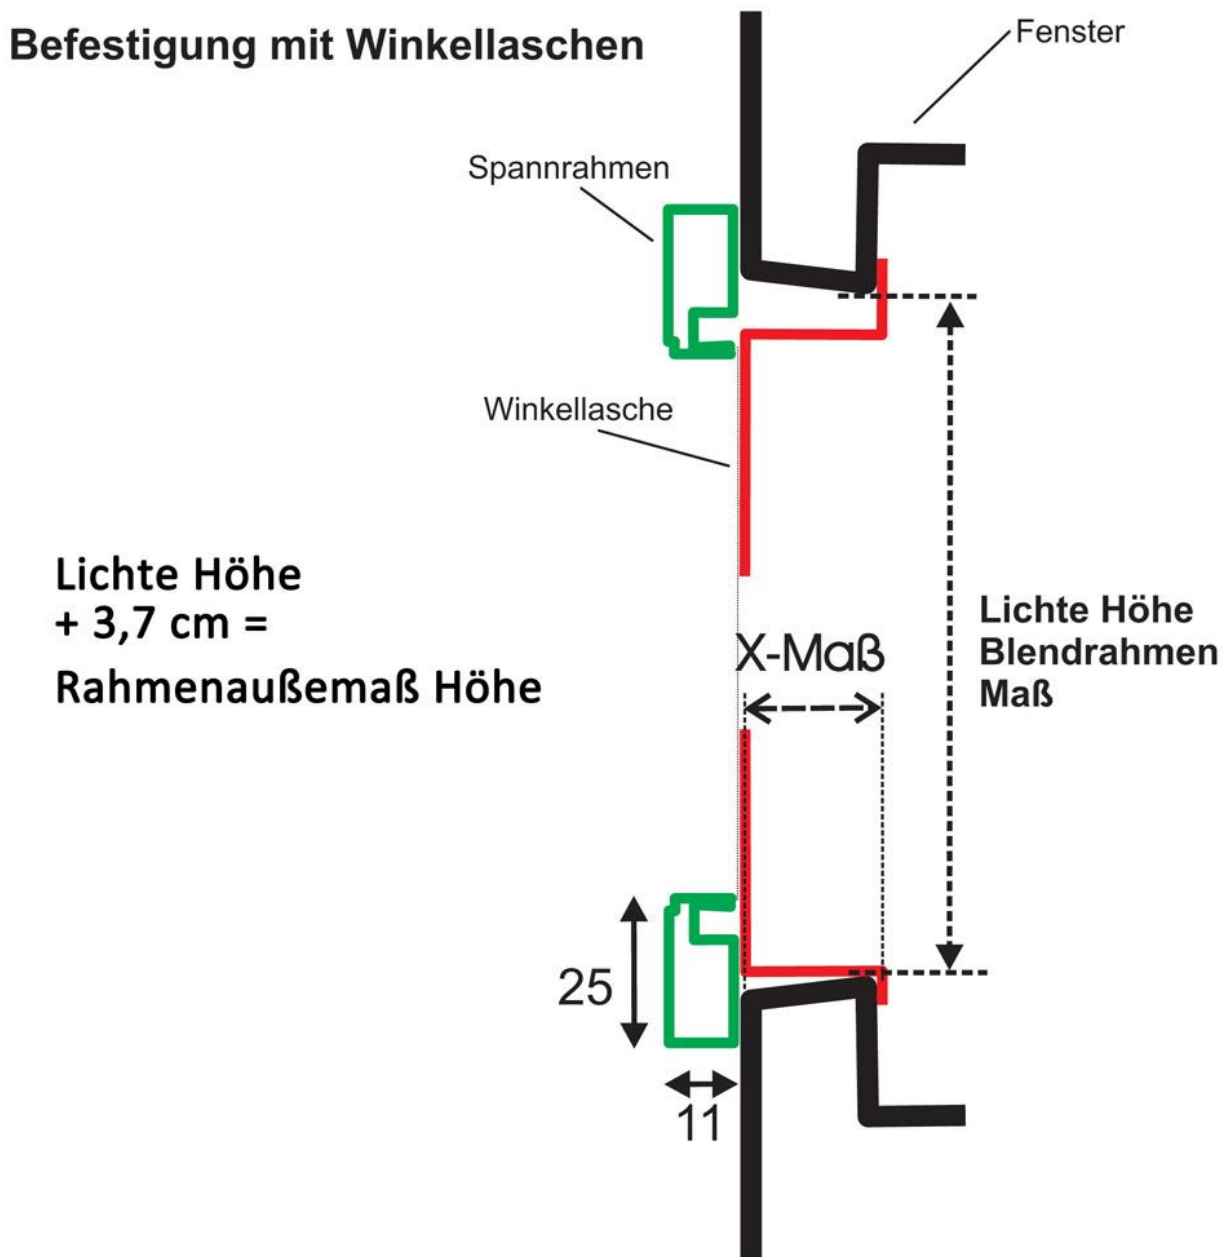 Befestigung mit Winkellaschen
Fenster
Spannrahmen
Winkellasche
Lichte Höhe
+ 3,7 cm =
Rahmenaußemaß Höhe
X-Maß
Lichte Höhe
Blendrahmen
Maß
25
11